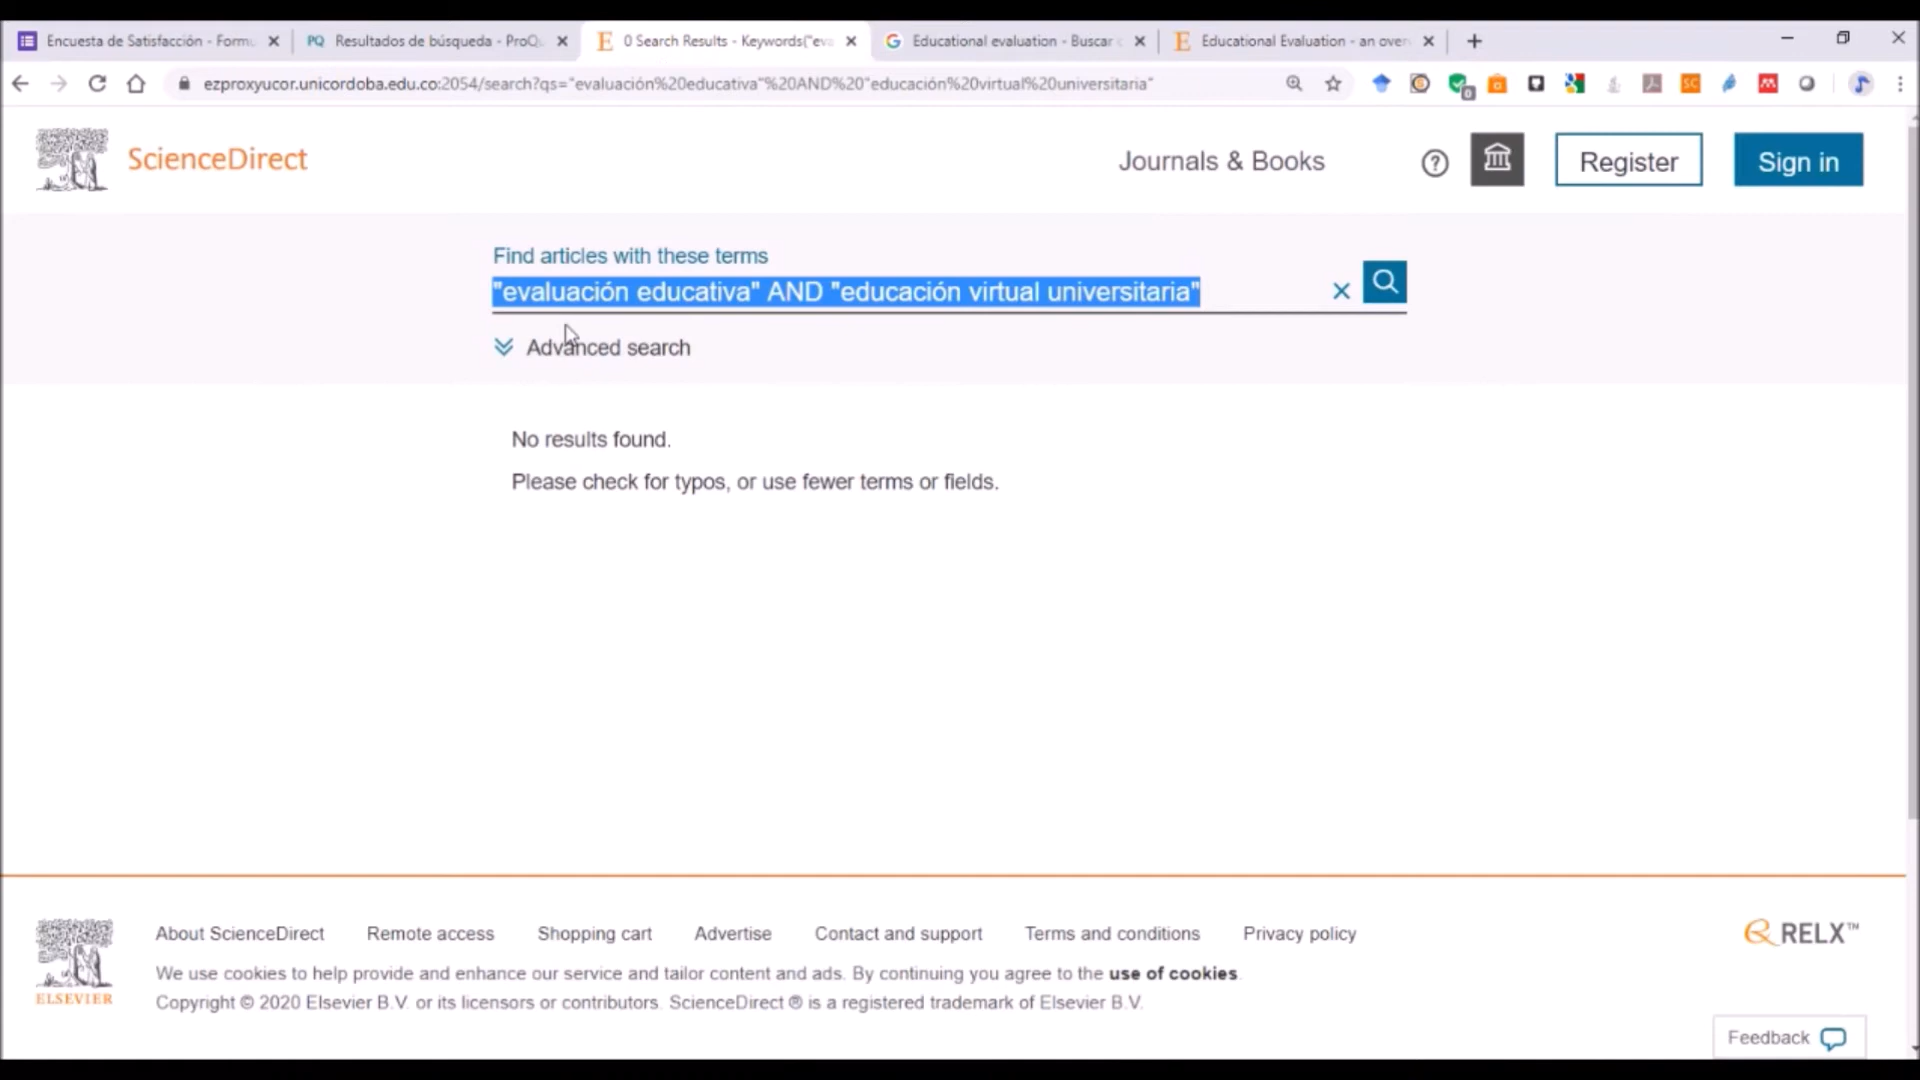 Encuesta de Satisfacción - Formu
Resultados de búsqueda - ProQu
0 Search Results - Keywords("eva
Educational evaluation - Buscar c
Educational Evaluation - an over
ezproxyucor.unicordoba.edu.co:2054/search?qs="evaluación%20educativa"%20AND%20"educación%20virtual%20universitaria"
ScienceDirect
Journals & Books
Register
Sign in
Find articles with these terms
"evaluación educativa" AND "educación virtual universitaria"
Advanced search
No results found.
Please check for typos, or use fewer terms or fields.
About ScienceDirect
Remote access
Shopping cart
Advertise
Contact and support
Terms and conditions
Privacy policy
RELX™
We use cookies to help provide and enhance our service and tailor content and ads. By continuing you agree to the use of cookies.
Copyright © 2020 Elsevier B.V. or its licensors or contributors. ScienceDirect ® is a registered trademark of Elsevier B.V.
ELSEVIER
Feedback